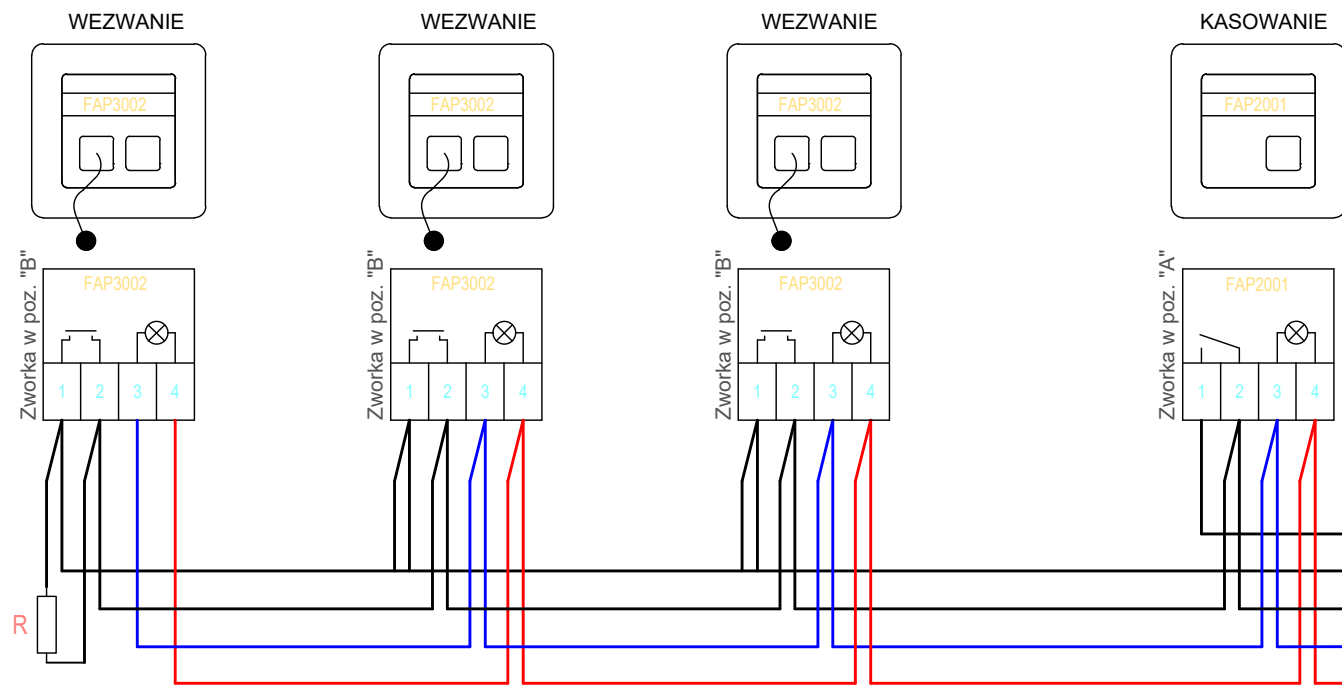 WEZWANIE
WEZWANIE
WEZWANIE
KASOWANIE
FAP3002
FAP3002
FAP3002
FAP2001
Zworka w poz. "B"
FAP3002
1 2 3 4
Zworka w poz. "B"
FAP3002
1 2 3 4
Zworka w poz. "B"
FAP3002
1 2 3 4
Zworka w poz. "A"
FAP2001
1 2 3 4
R